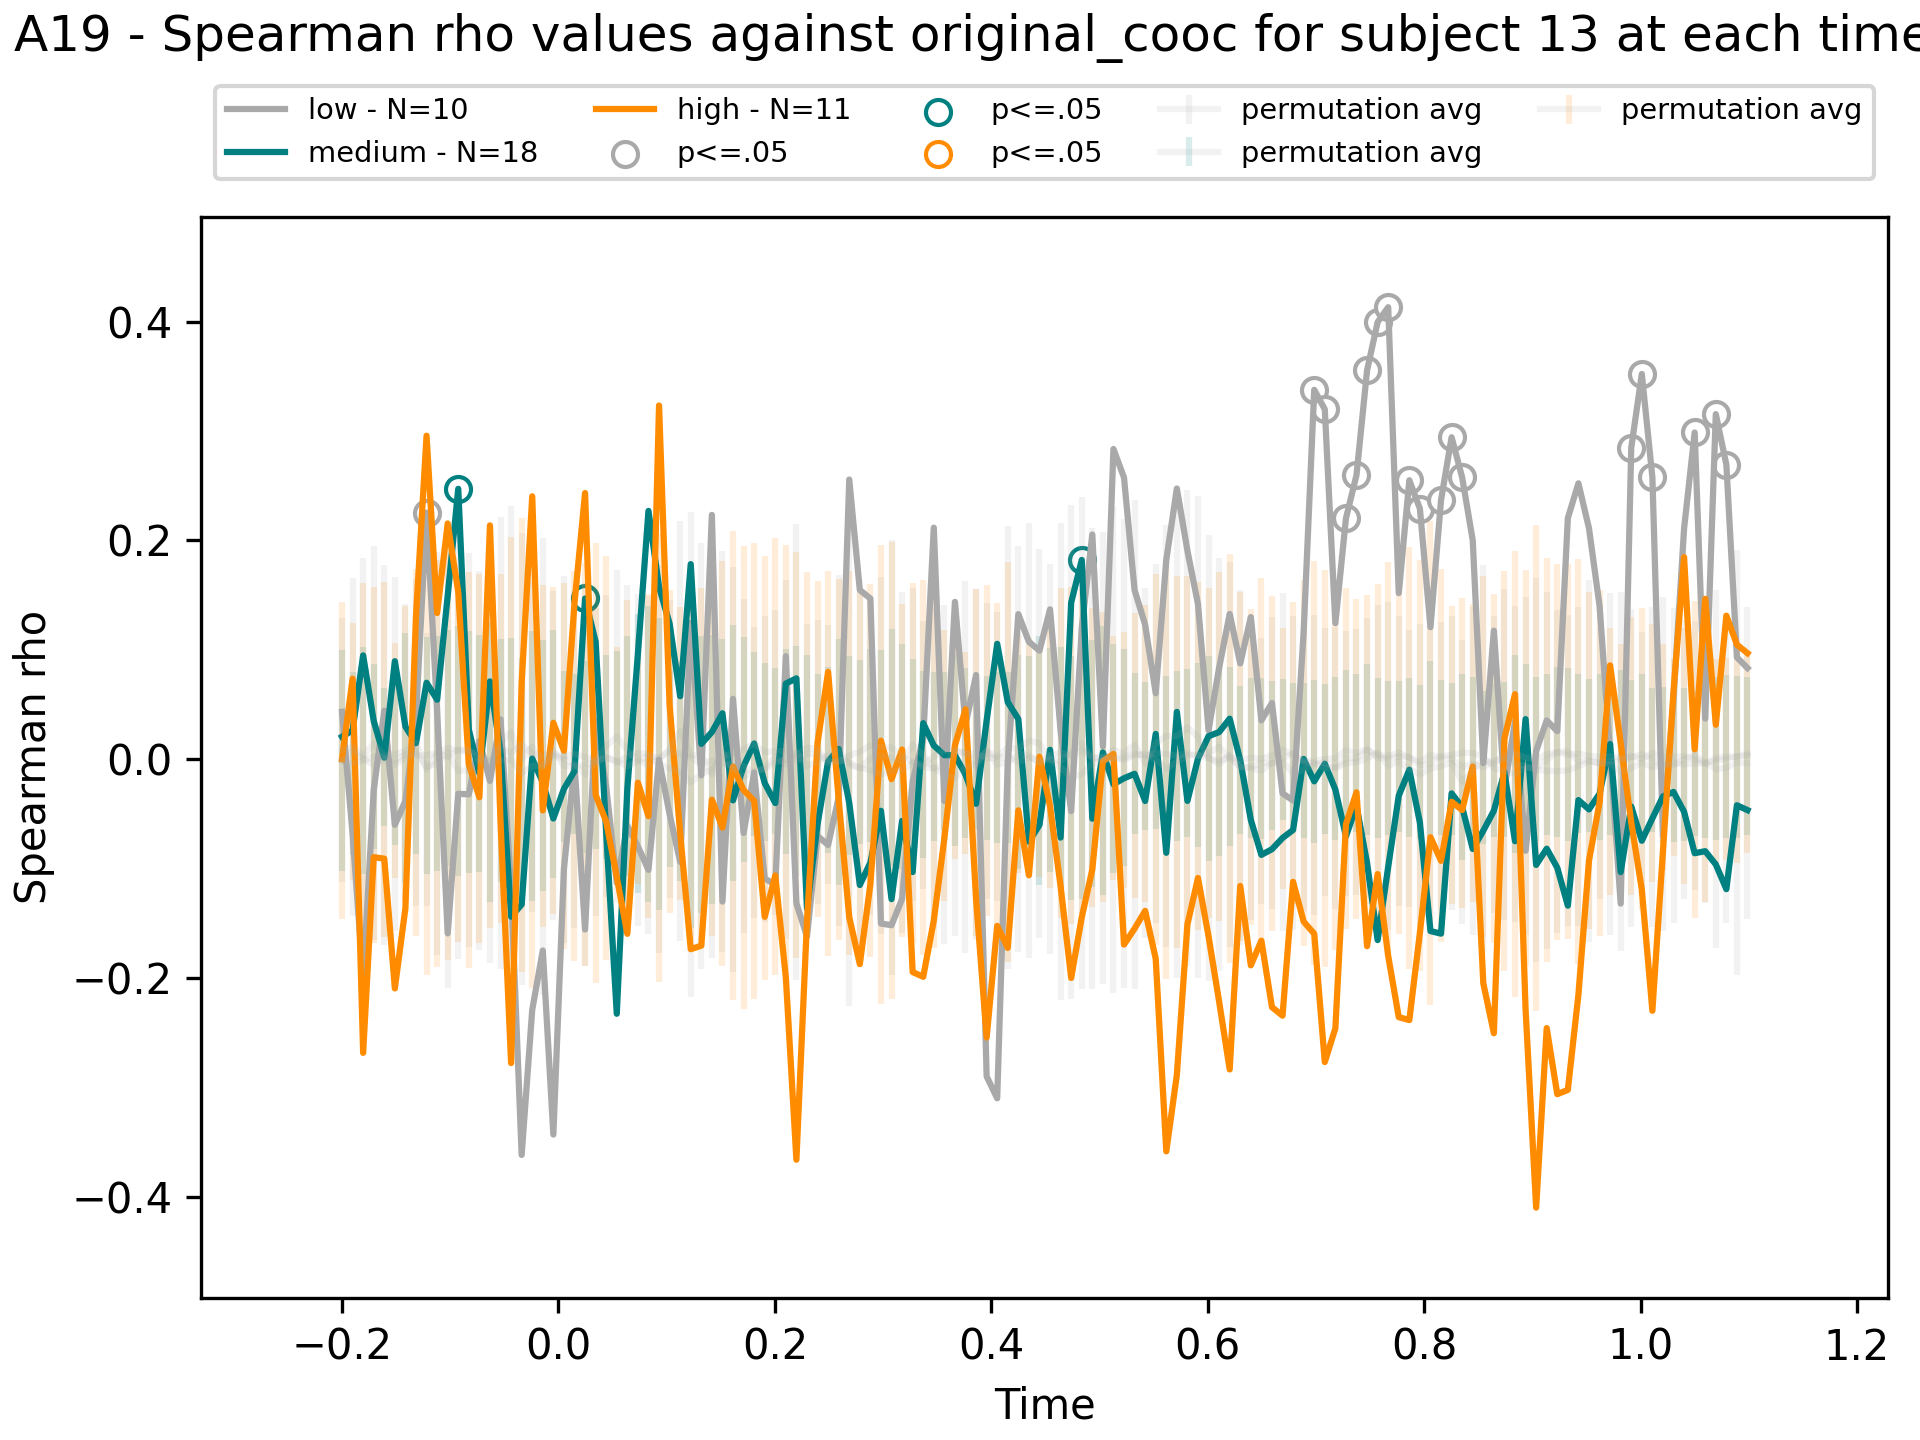 A19 - Spearman rho values against original_cooc for subject 13 at each time
low - N=10
medium - N=18
high - N=11
p<=.05
p<=.05
p<=.05
permutation avg
permutation avg
permutation avg
Spearman rho
0.4
0.2
0.0
−0.2
−0.4
−0.2 0.0 0.2 0.4 0.6 0.8 1.0 1.2
Time